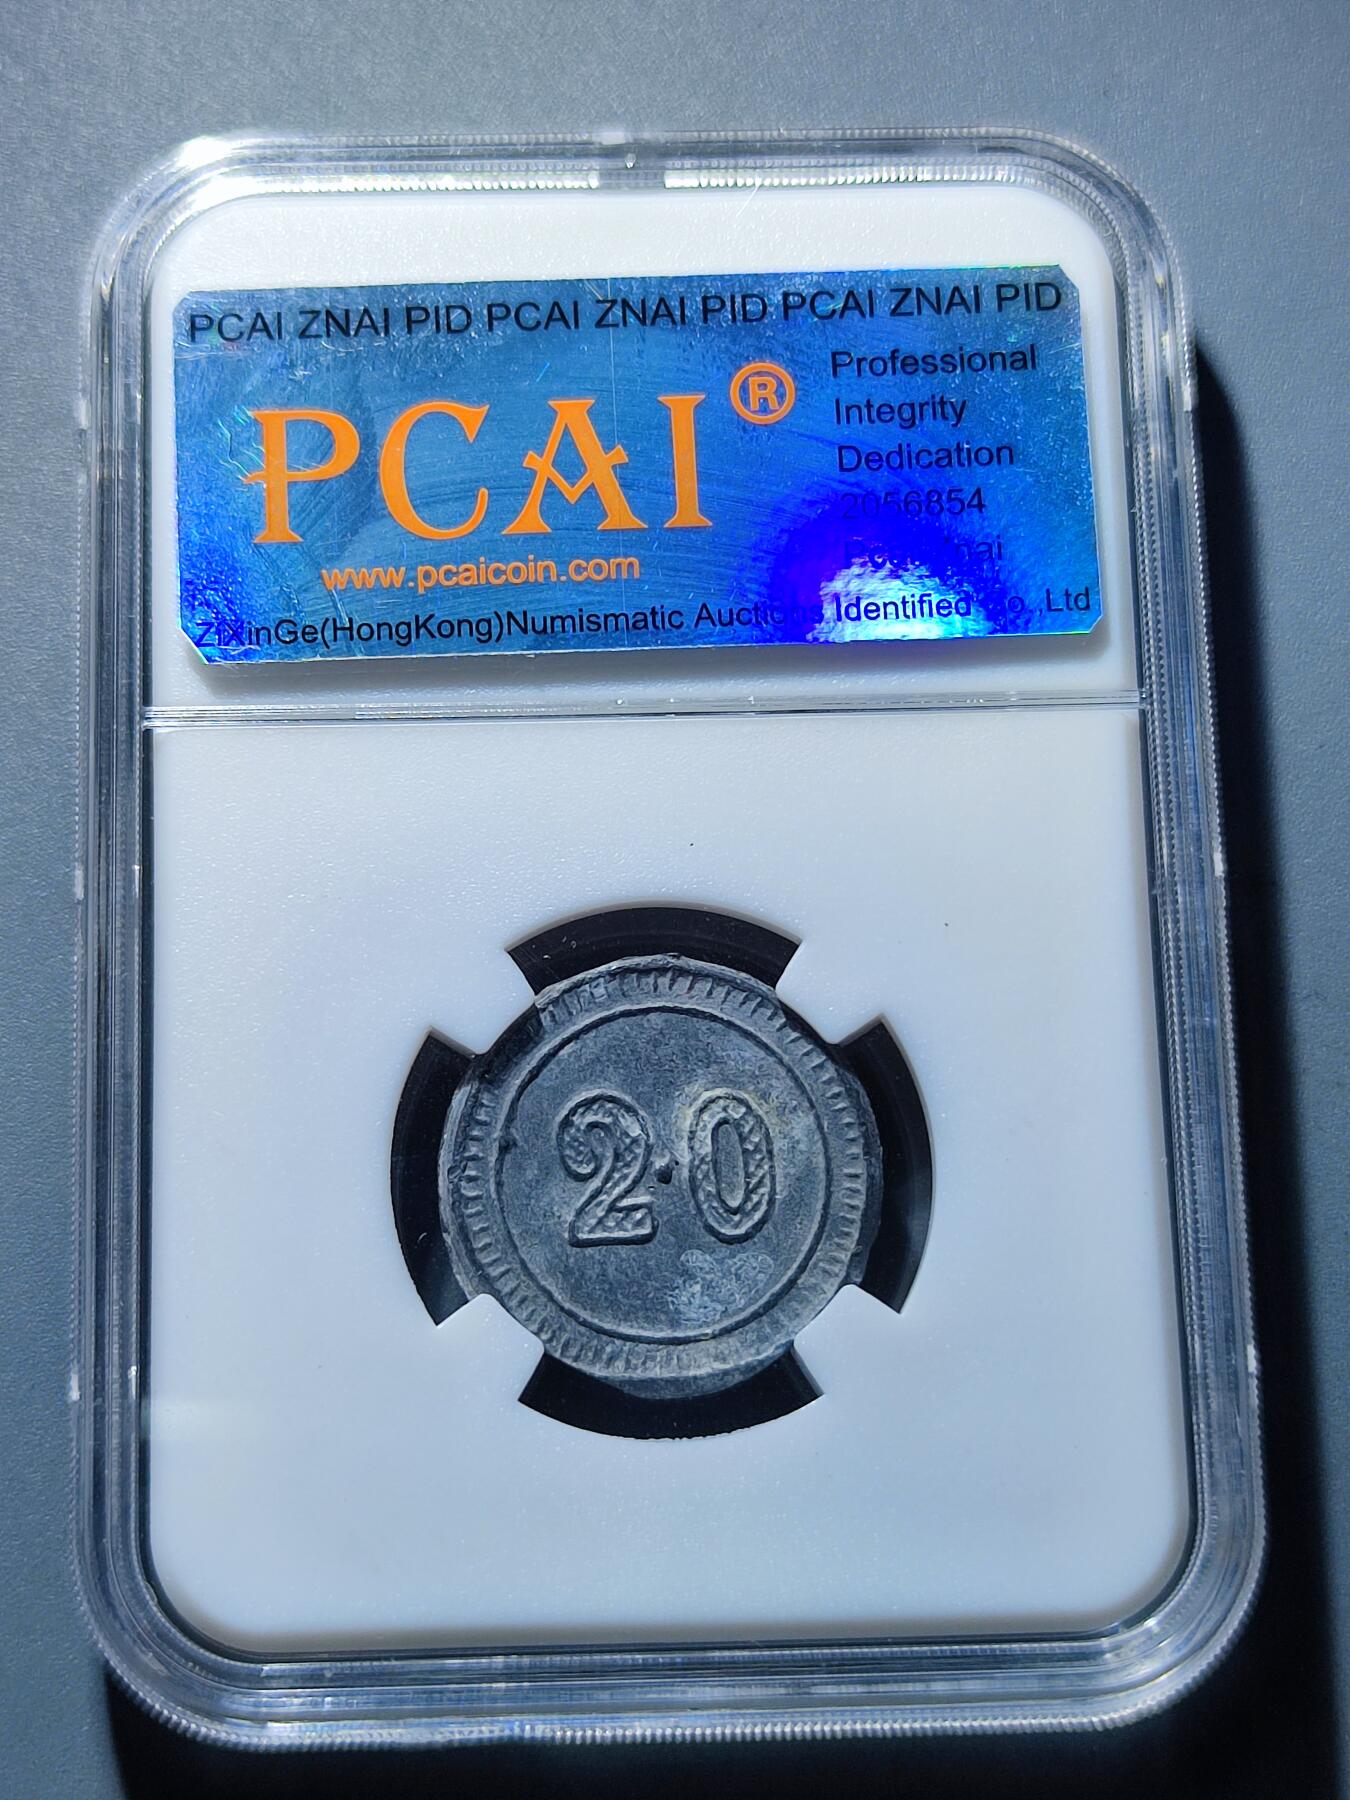 PCAI ZNAI PID PCAI ZNAI PID PCAI ZNAI PID
PCAI®
www.pcaicoin.com
Professional
Integrity
Dedication
2056854
ZiXinGe(HongKong)Numismatic Auctions Identified Co.,Ltd
20